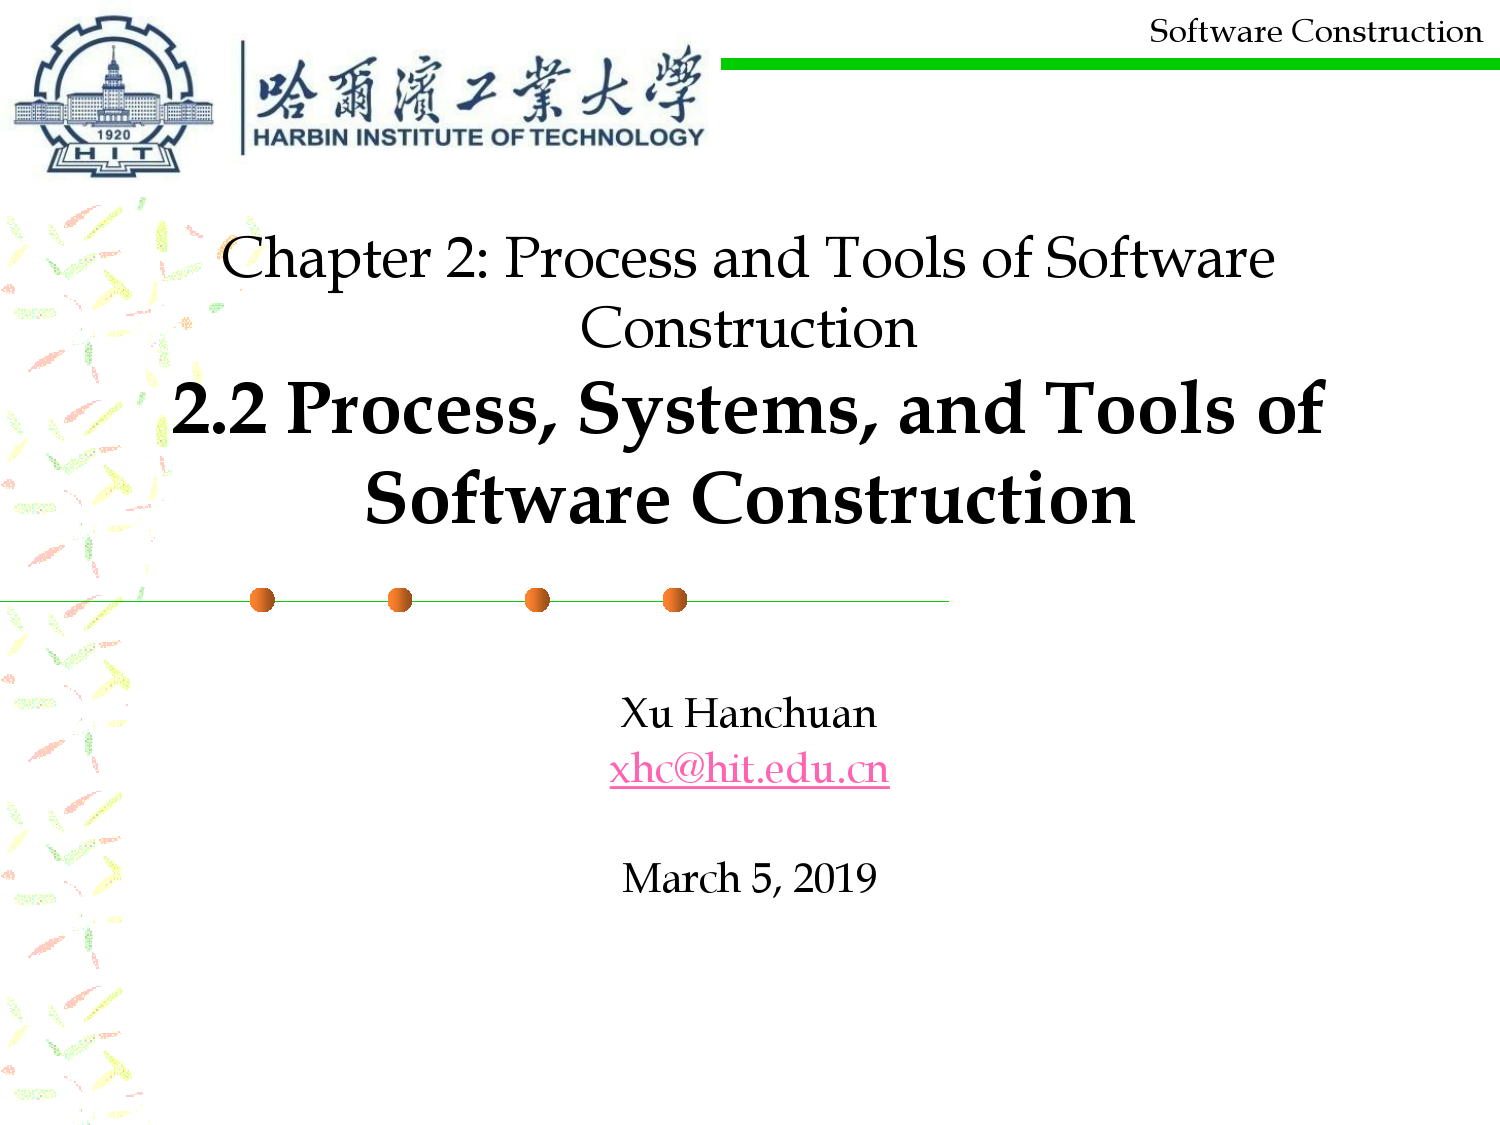 Software Construction
哈爾濱工業大學
HARBIN INSTITUTE OF TECHNOLOGY
1920
HIT
Chapter 2: Process and Tools of Software
Construction
2.2 Process, Systems, and Tools of
Software Construction
Xu Hanchuan
xhc@hit.edu.cn
March 5, 2019